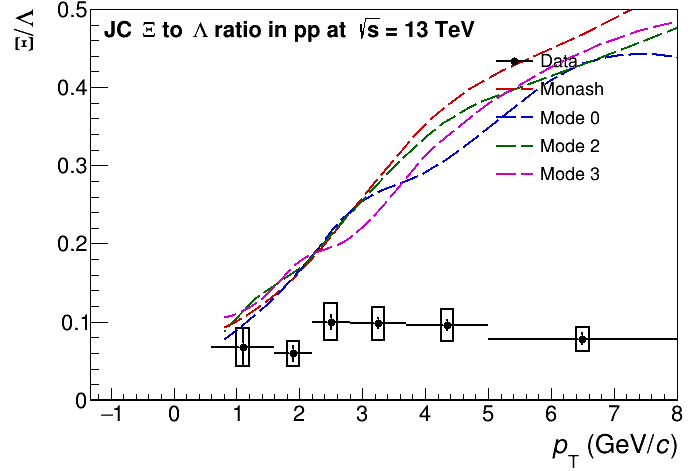 JC Ξ to Λ ratio in pp at √s = 13 TeV
Ξ/Λ
Data
Monash
Mode 0
Mode 2
Mode 3
0.5
0.4
0.3
0.2
0.1
0
−1 0 1 2 3 4 5 6 7 8
p_T (GeV/c)